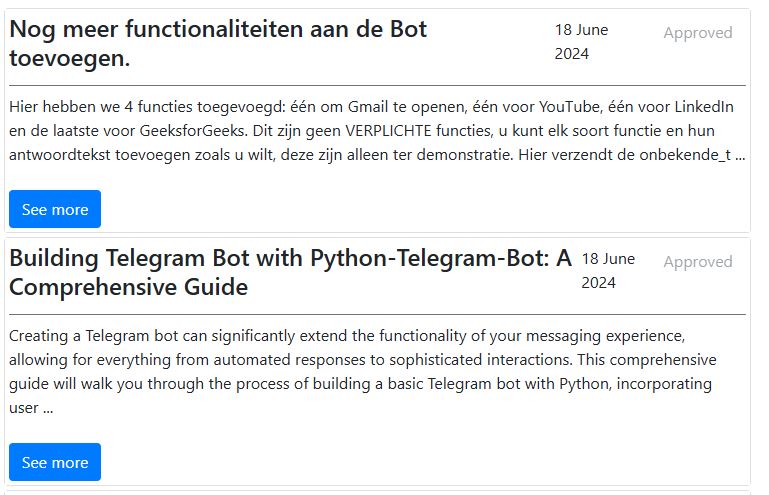 Nog meer functionaliteiten aan de Bot
toevoegen.
18 June
2024
Approved
Hier hebben we 4 functies toegevoegd: één om Gmail te openen, één voor YouTube, één voor LinkedIn
en de laatste voor GeeksforGeeks. Dit zijn geen VERPLICHTE functies, u kunt elk soort functie en hun
antwoordtekst toevoegen zoals u wilt, deze zijn alleen ter demonstratie. Hier verzendt de onbekende_t ...
See more
Building Telegram Bot with Python-Telegram-Bot: A
Comprehensive Guide
18 June
2024
Approved
Creating a Telegram bot can significantly extend the functionality of your messaging experience,
allowing for everything from automated responses to sophisticated interactions. This comprehensive
guide will walk you through the process of building a basic Telegram bot with Python, incorporating
user ...
See more